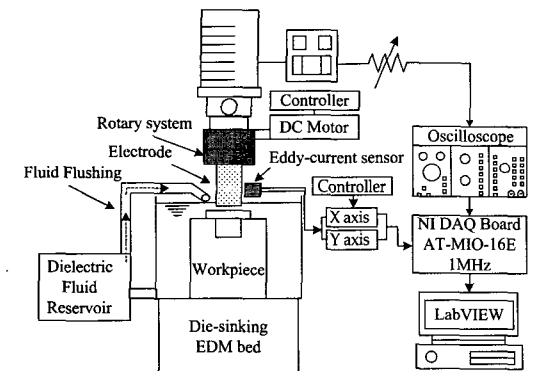 Controller
Rotary system
DC Motor
Electrode
Eddy-current sensor
Oscilloscope
Fluid Flushing
Controller
X axis
Y axis
NI DAQ Board
AT-MIO-16E
1MHz
Dielectric
Fluid
Reservoir
Workpiece
LabVIEW
Die-sinking
EDM bed